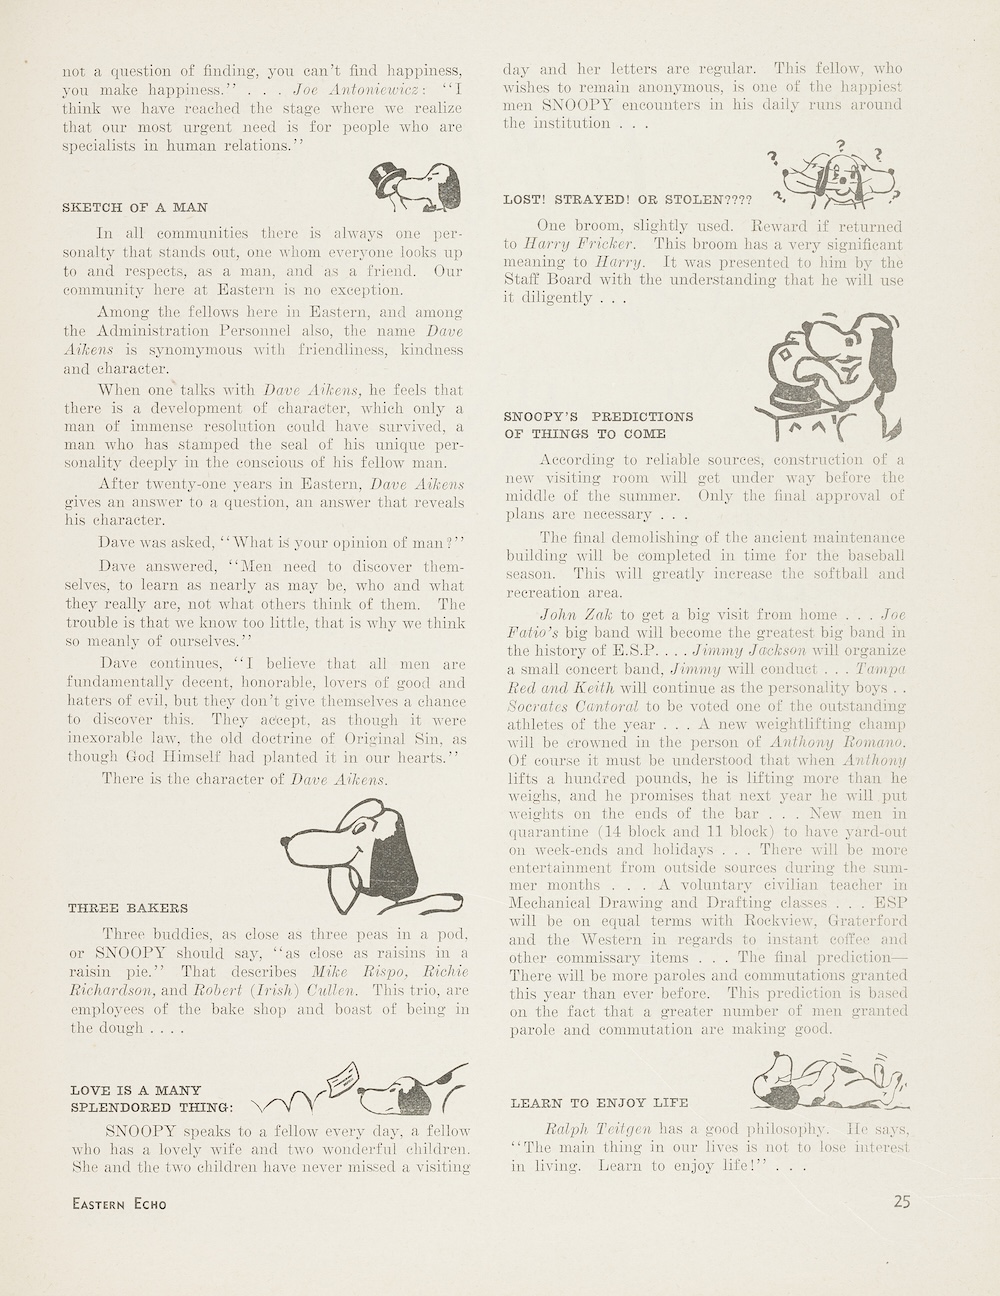 not a question of finding, you can't find happiness,
you make happiness." . . . Joe Antoniewicz: "I
think we have reached the stage where we realize
that our most urgent need is for people who are
specialists in human relations."
SKETCH OF A MAN
In all communities there is always one per-
sonalty that stands out, one whom everyone looks up
to and respects, as a man, and as a friend. Our
community here at Eastern is no exception.
Among the fellows here in Eastern, and among
the Administration Personnel also, the name Dave
Aikens is synomymous with friendliness, kindness
and character.
When one talks with Dave Aikens, he feels that
there is a development of character, which only a
man of immense resolution could have survived, a
man who has stamped the seal of his unique per-
sonality deeply in the conscious of his fellow man.
After twenty-one years in Eastern, Dave Aikens
gives an answer to a question, an answer that reveals
his character.
Dave was asked, "What is your opinion of man?"
Dave answered, "Men need to discover them-
selves, to learn as nearly as may be, who and what
they really are, not what others think of them. The
trouble is that we know too little, that is why we think
so meanly of ourselves."
Dave continues, "I believe that all men are
fundamentally decent, honorable, lovers of good and
haters of evil, but they don't give themselves a chance
to discover this. They accept, as though it were
inexorable law, the old doctrine of Original Sin, as
though God Himself had planted it in our hearts."
There is the character of Dave Aikens.
THREE BAKERS
Three buddies, as close as three peas in a pod,
or SNOOPY should say, "as close as raisins in a
raisin pie." That describes Mike Rispo, Richie
Richardson, and Robert (Irish) Cullen. This trio, are
employees of the bake shop and boast of being in
the dough . . . .
LOVE IS A MANY
SPLENDORED THING:
SNOOPY speaks to a fellow every day, a fellow
who has a lovely wife and two wonderful children.
She and the two children have never missed a visiting
day and her letters are regular. This fellow, who
wishes to remain anonymous, is one of the happiest
men SNOOPY encounters in his daily runs around
the institution . . .
? ? ? ? ?
LOST! STRAYED! OR STOLEN????
One broom, slightly used. Reward if returned
to Harry Fricker. This broom has a very significant
meaning to Harry. It was presented to him by the
Staff Board with the understanding that he will use
it diligently . . .
SNOOPY'S PREDICTIONS
OF THINGS TO COME
According to reliable sources, construction of a
new visiting room will get under way before the
middle of the summer. Only the final approval of
plans are necessary . . .
The final demolishing of the ancient maintenance
building will be completed in time for the baseball
season. This will greatly increase the softball and
recreation area.
John Zak to get a big visit from home . . . Joe
Fatio's big band will become the greatest big band in
the history of E.S.P. . . . Jimmy Jackson will organize
a small concert band, Jimmy will conduct . . . Tampa
Red and Keith will continue as the personality boys . .
Socrates Cantoral to be voted one of the outstanding
athletes of the year . . . A new weightlifting champ
will be crowned in the person of Anthony Romano.
Of course it must be understood that when Anthony
lifts a hundred pounds, he is lifting more than he
weighs, and he promises that next year he will put
weights on the ends of the bar . . . New men in
quarantine (14 block and 11 block) to have yard-out
on week-ends and holidays . . . There will be more
entertainment from outside sources during the sum-
mer months . . . A voluntary civilian teacher in
Mechanical Drawing and Drafting classes . . . ESP
will be on equal terms with Rockview, Graterford
and the Western in regards to instant coffee and
other commissary items . . . The final prediction—
There will be more paroles and commutations granted
this year than ever before. This prediction is based
on the fact that a greater number of men granted
parole and commutation are making good.
LEARN TO ENJOY LIFE
Ralph Teitgen has a good philosophy. He says,
"The main thing in our lives is not to lose interest
in living. Learn to enjoy life!" . . .
EASTERN ECHO
25